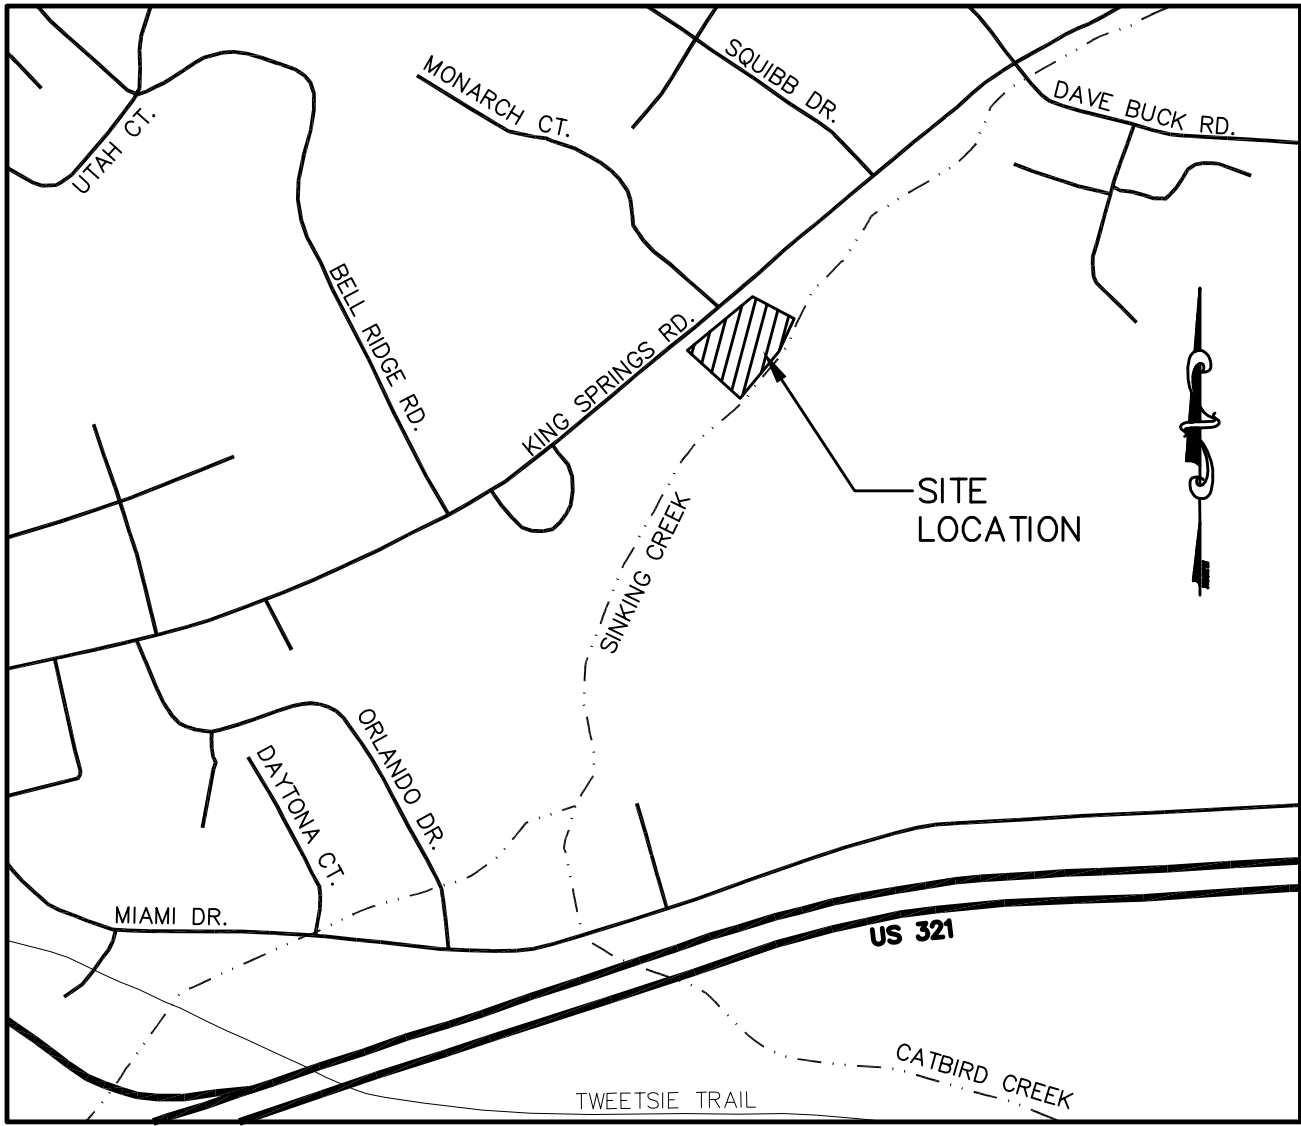 SQUIBB DR.
MONARCH CT.
DAVE BUCK RD.
UTAH CT.
BELL RIDGE RD.
KING SPRINGS RD.
SITE
LOCATION
SINKING CREEK
ORLANDO DR.
DAYTONA CT.
MIAMI DR.
US 321
CATBIRD CREEK
TWEETSIE TRAIL